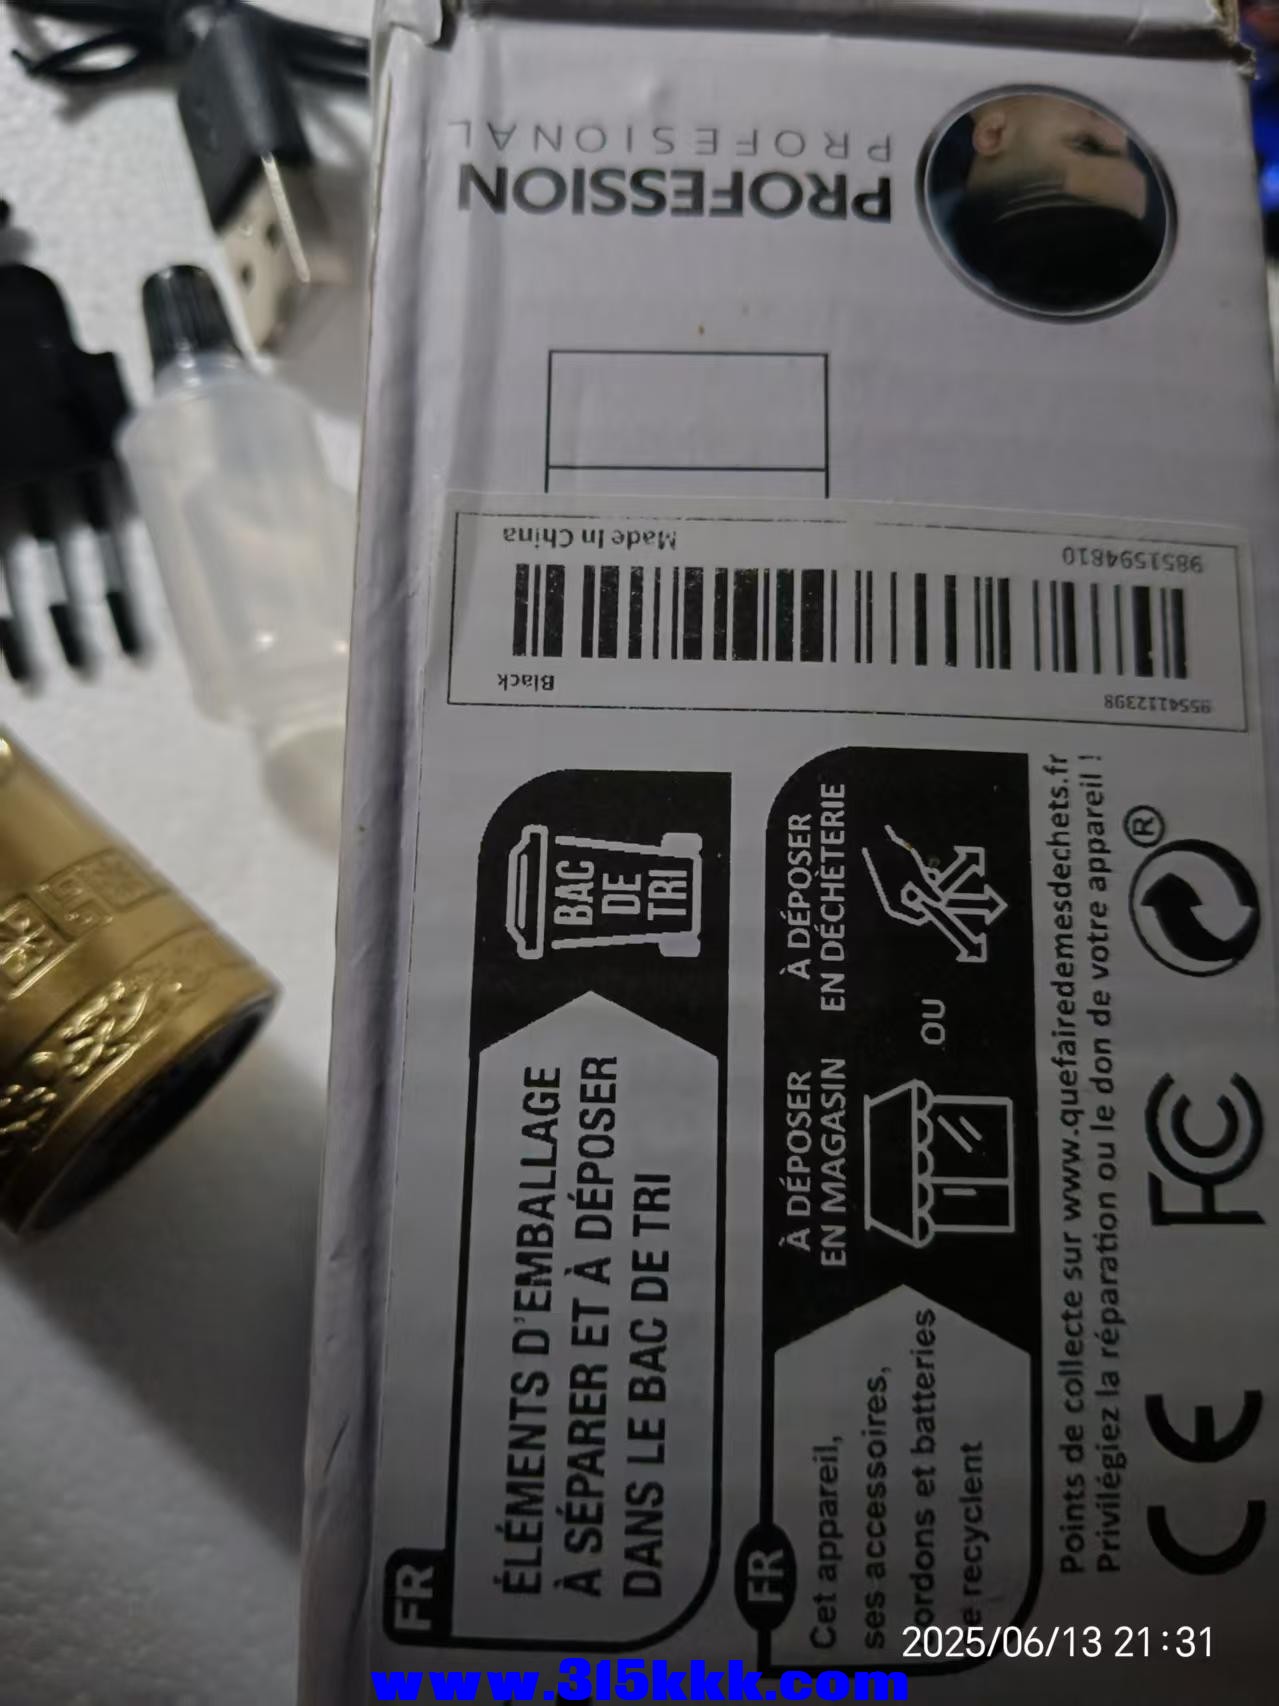 PROFESSION
PROFESIONAL
Made In China
9851594810
Black
9554112398
FR
ÉLÉMENTS D'EMBALLAGE
À SÉPARER ET À DÉPOSER
DANS LE BAC DE TRI
BAC
DE
TRI
FR
Cet appareil,
ses accessoires,
cordons et batteries
se recyclent
À DÉPOSER
EN MAGASIN
OU
À DÉPOSER
EN DÉCHÈTERIE
Points de collecte sur www.quefairedemesdechets.fr
Privilégiez la réparation ou le don de votre appareil !
CE
FC
®
2025/06/13 21:31
www.315kkk.com